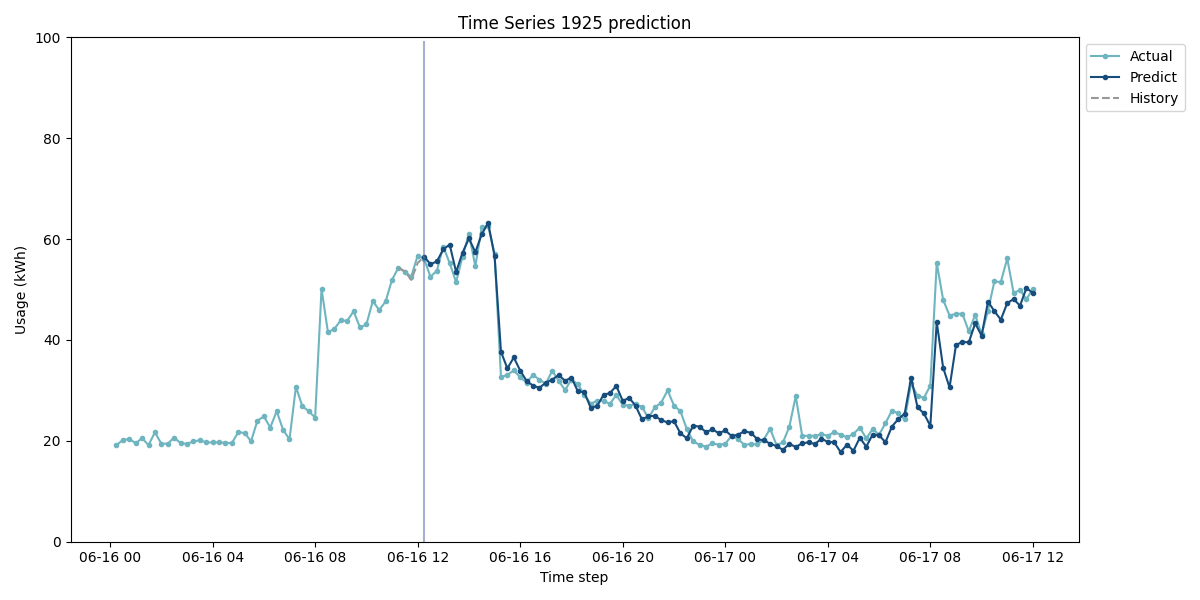 Time Series 1925 prediction
100
80
60
40
20
0
Usage (kWh)
06-16 00
06-16 04
06-16 08
06-16 12
06-16 16
06-16 20
06-17 00
06-17 04
06-17 08
06-17 12
Time step
Actual
Predict
History